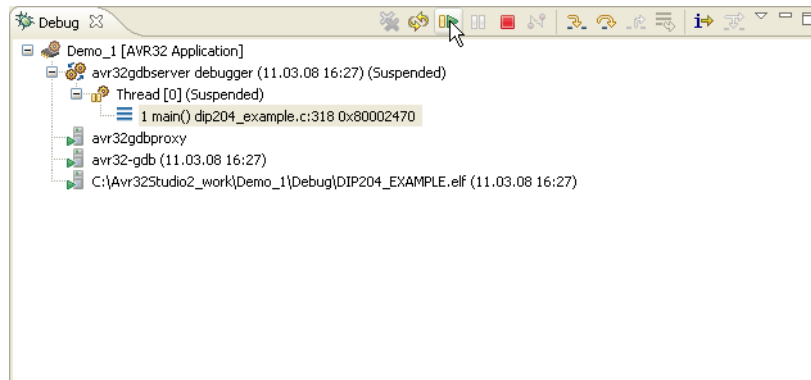 Debug
Demo_1 [AVR32 Application]
avr32gdbserver debugger (11.03.08 16:27) (Suspended)
Thread [0] (Suspended)
1 main() dip204_example.c:318 0x80002470
avr32gdbproxy
avr32-gdb (11.03.08 16:27)
C:\Avr32Studio2_work\Demo_1\Debug\DIP204_EXAMPLE.elf (11.03.08 16:27)